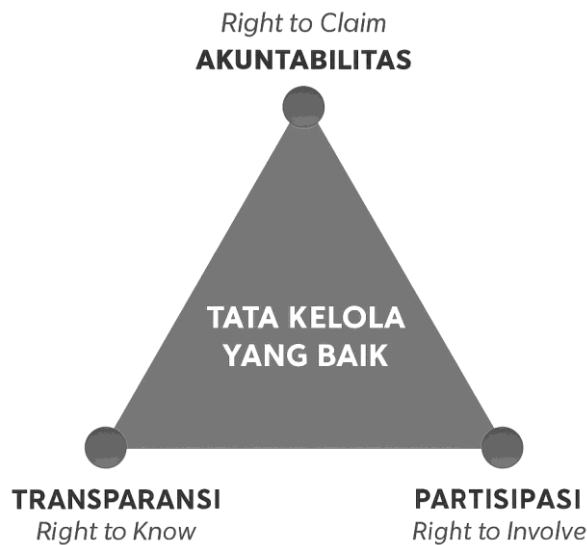 Right to Claim
AKUNTABILITAS
TATA KELOLA
YANG BAIK
TRANSPARANSI
Right to Know
PARTISIPASI
Right to Involve